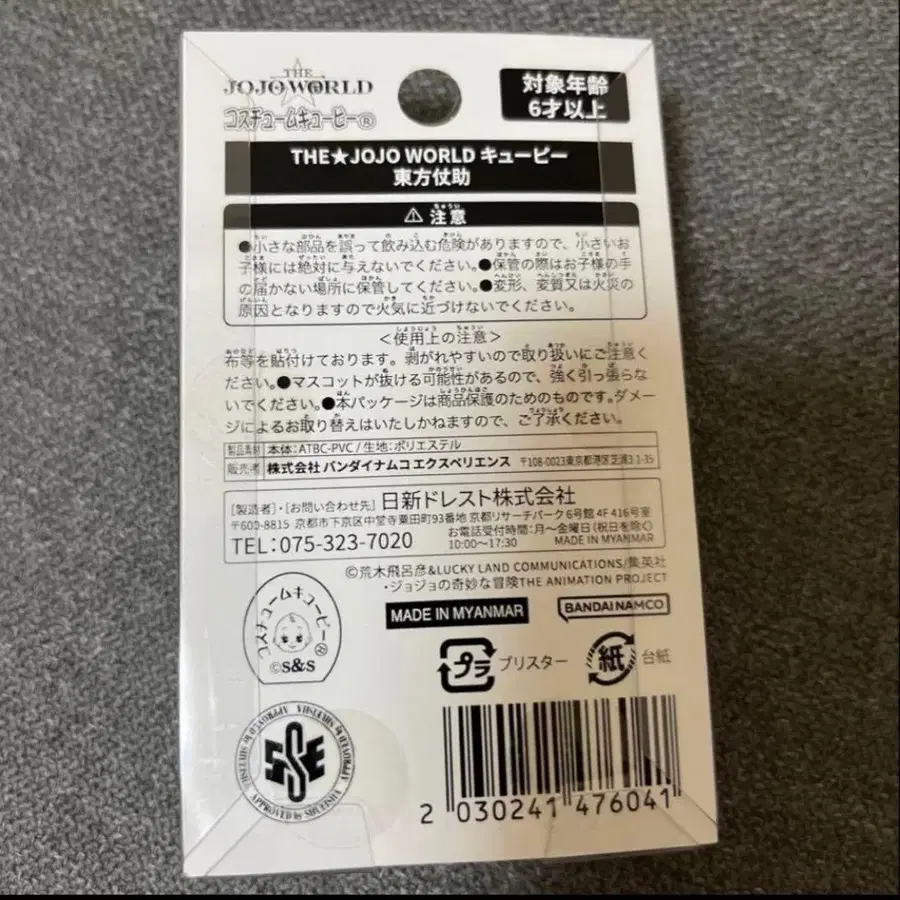 THE
JOJO WORLD
コスチュームキューピー®
対象年齢
6才以上
THE★JOJO WORLD キューピー
東方仗助
⚠ 注意
●小さな部品を誤って飲み込む危険がありますので、小さいお
子様には絶対に与えないでください。●保管の際はお子様の手
の届かない場所に保管してください。●変形、変質又は火災の
原因となりますので火気に近づけないでください。
＜使用上の注意＞
布等を貼付けております。剥がれやすいので取り扱いにご注意く
ださい。●マスコットが抜ける可能性があるので、強く引っ張らな
いでください。●本パッケージは商品保護のためのものです。ダメー
ジによるお取り替えはいたしかねますので、ご了承ください。
製品素材 本体:ATBC-PVC / 生地:ポリエステル
販売者 株式会社 バンダイナムコ エクスペリエンス 〒108-0023東京都港区芝浦3-1-35
[製造者]・[お問い合わせ先] 日新ドレスト株式会社
〒600-8815 京都市下京区中堂寺粟田町93番地 京都リサーチパーク6号館 4F 416号室
TEL:075-323-7020 お電話受付時間:月～金曜日(祝日を除く)
10:00～17:30 MADE IN MYANMAR
©荒木飛呂彦&LUCKY LAND COMMUNICATIONS/集英社
・ジョジョの奇妙な冒険THE ANIMATION PROJECT
コスチュームキューピー®
©S&S
MADE IN MYANMAR
BANDAI NAMCO
プラ ブリスター
紙 台紙
APPROVED by SHUEISHA
2 030241 476041